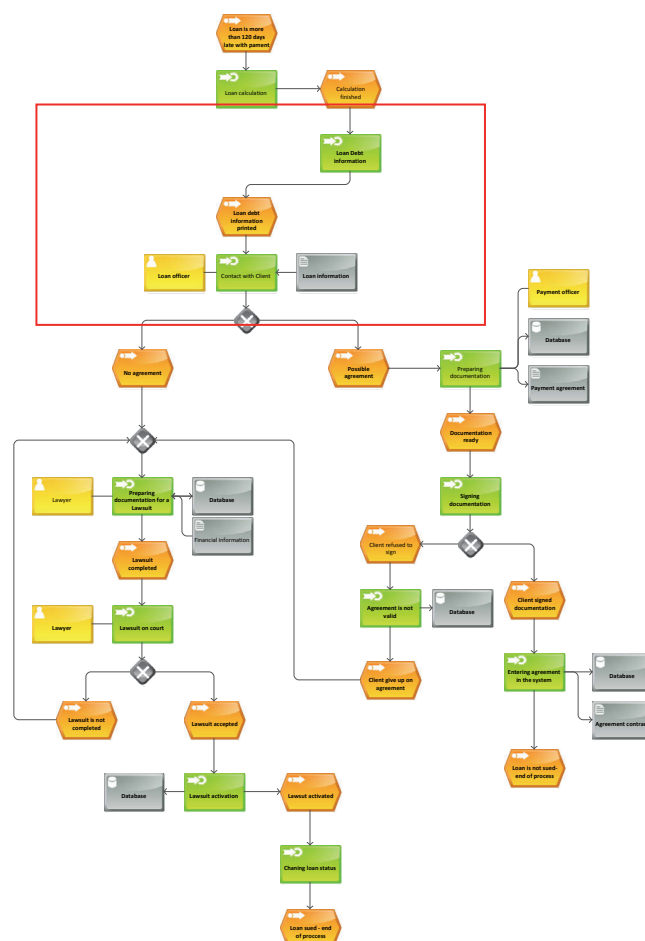 Loan is more
than 120 days
late with pament
Loan calculation
Calculation
finished
Loan Debt
information
Loan debt
information
printed
Loan officer
Contact with Client
Loan information
Payment officer
No agreement
Possible
agreement
Preparing
documentation
Database
Payment agreement
Documentation
ready
Lawyer
Preparing
documentation for a
Lawsuit
Database
Signing
documentation
Financial information
Client refused to
sign
Lawsuit
completed
Client signed
documentation
Agreement is not
valid
Database
Lawyer
Lawsuit on court
Entering agreement
in the system
Database
Client give up on
agreement
Lawsuit is not
completed
Lawsuit accepted
Agreement contract
Loan is not sued-
end of process
Database
Lawsuit activation
Lawsut activated
Chaning loan status
Loan sued - end
of proccess